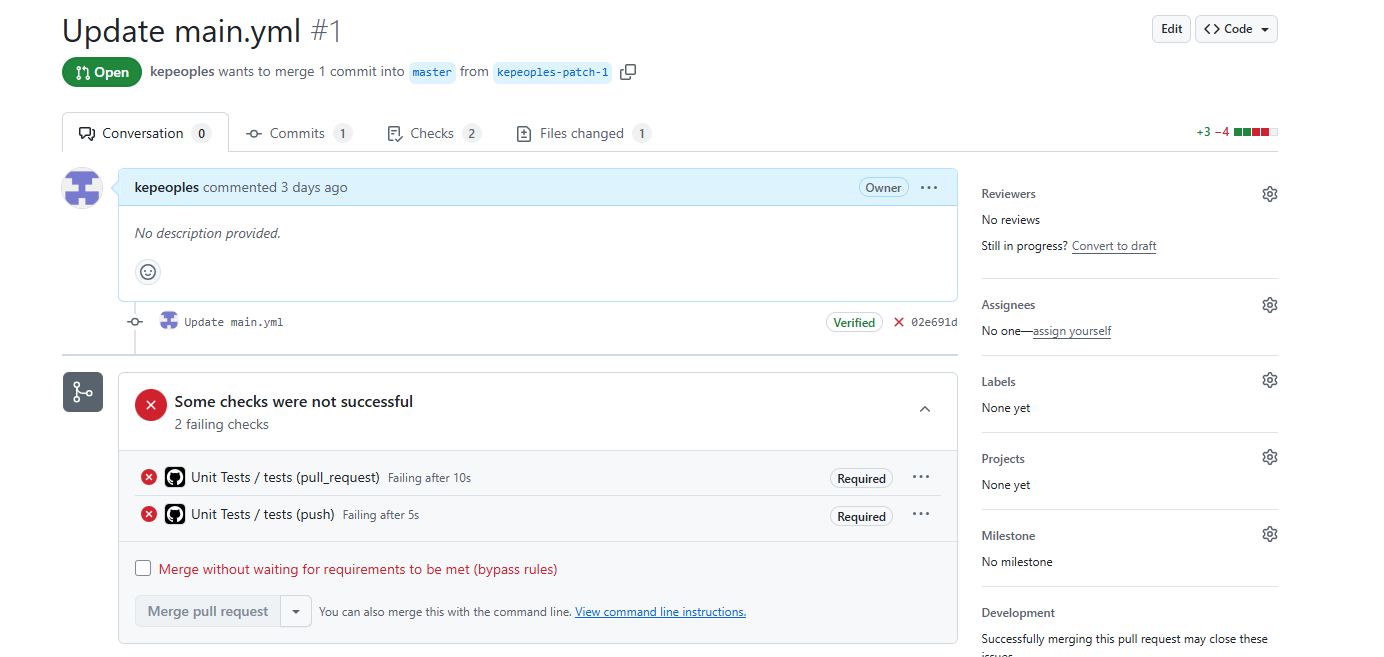 Update main.yml #1
Edit
Code
Open
kepeoples wants to merge 1 commit into master from kepeoples-patch-1
Conversation 0
Commits 1
Checks 2
Files changed 1
+3 −4
kepeoples commented 3 days ago
Owner
No description provided.
Update main.yml
Verified
02e691d
Some checks were not successful
2 failing checks
Unit Tests / tests (pull_request) Failing after 10s
Required
Unit Tests / tests (push) Failing after 5s
Required
Merge without waiting for requirements to be met (bypass rules)
Merge pull request
You can also merge this with the command line. View command line instructions.
Reviewers
No reviews
Still in progress? Convert to draft
Assignees
No one—assign yourself
Labels
None yet
Projects
None yet
Milestone
No milestone
Development
Successfully merging this pull request may close these
issues.